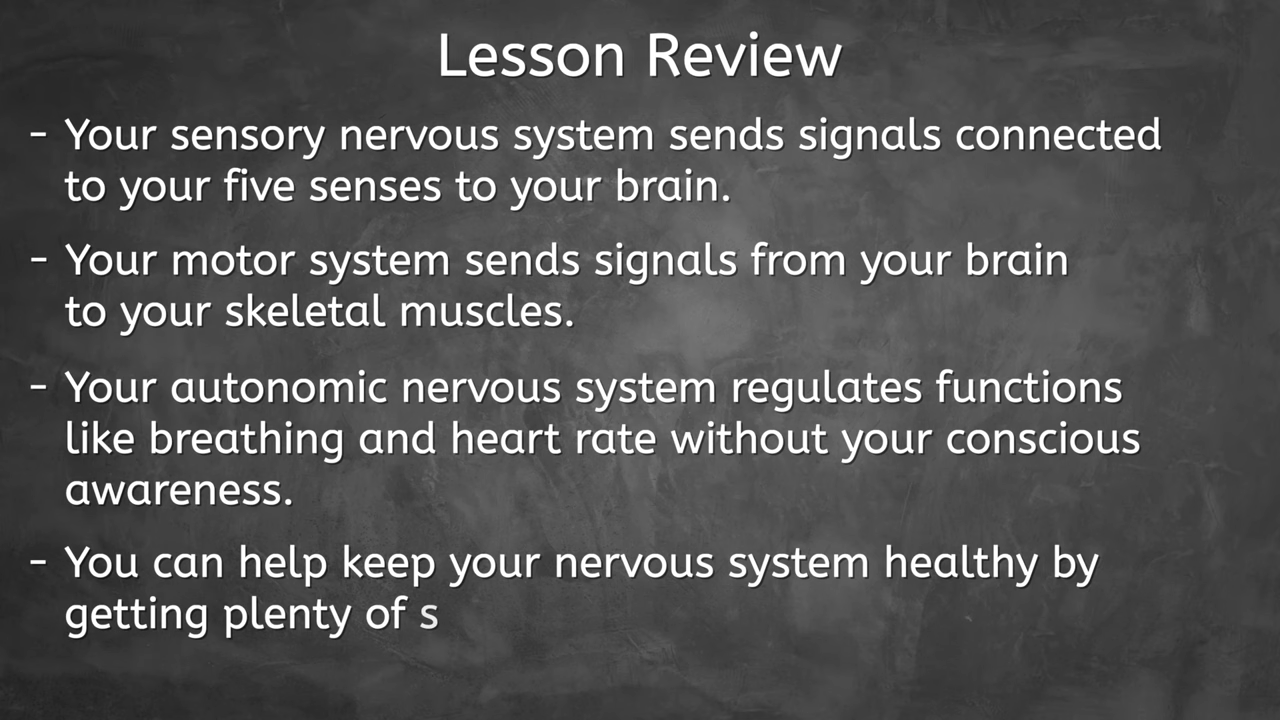 Lesson Review
- Your sensory nervous system sends signals connected
to your five senses to your brain.
- Your motor system sends signals from your brain
to your skeletal muscles.
- Your autonomic nervous system regulates functions
like breathing and heart rate without your conscious
awareness.
- You can help keep your nervous system healthy by
getting plenty of s